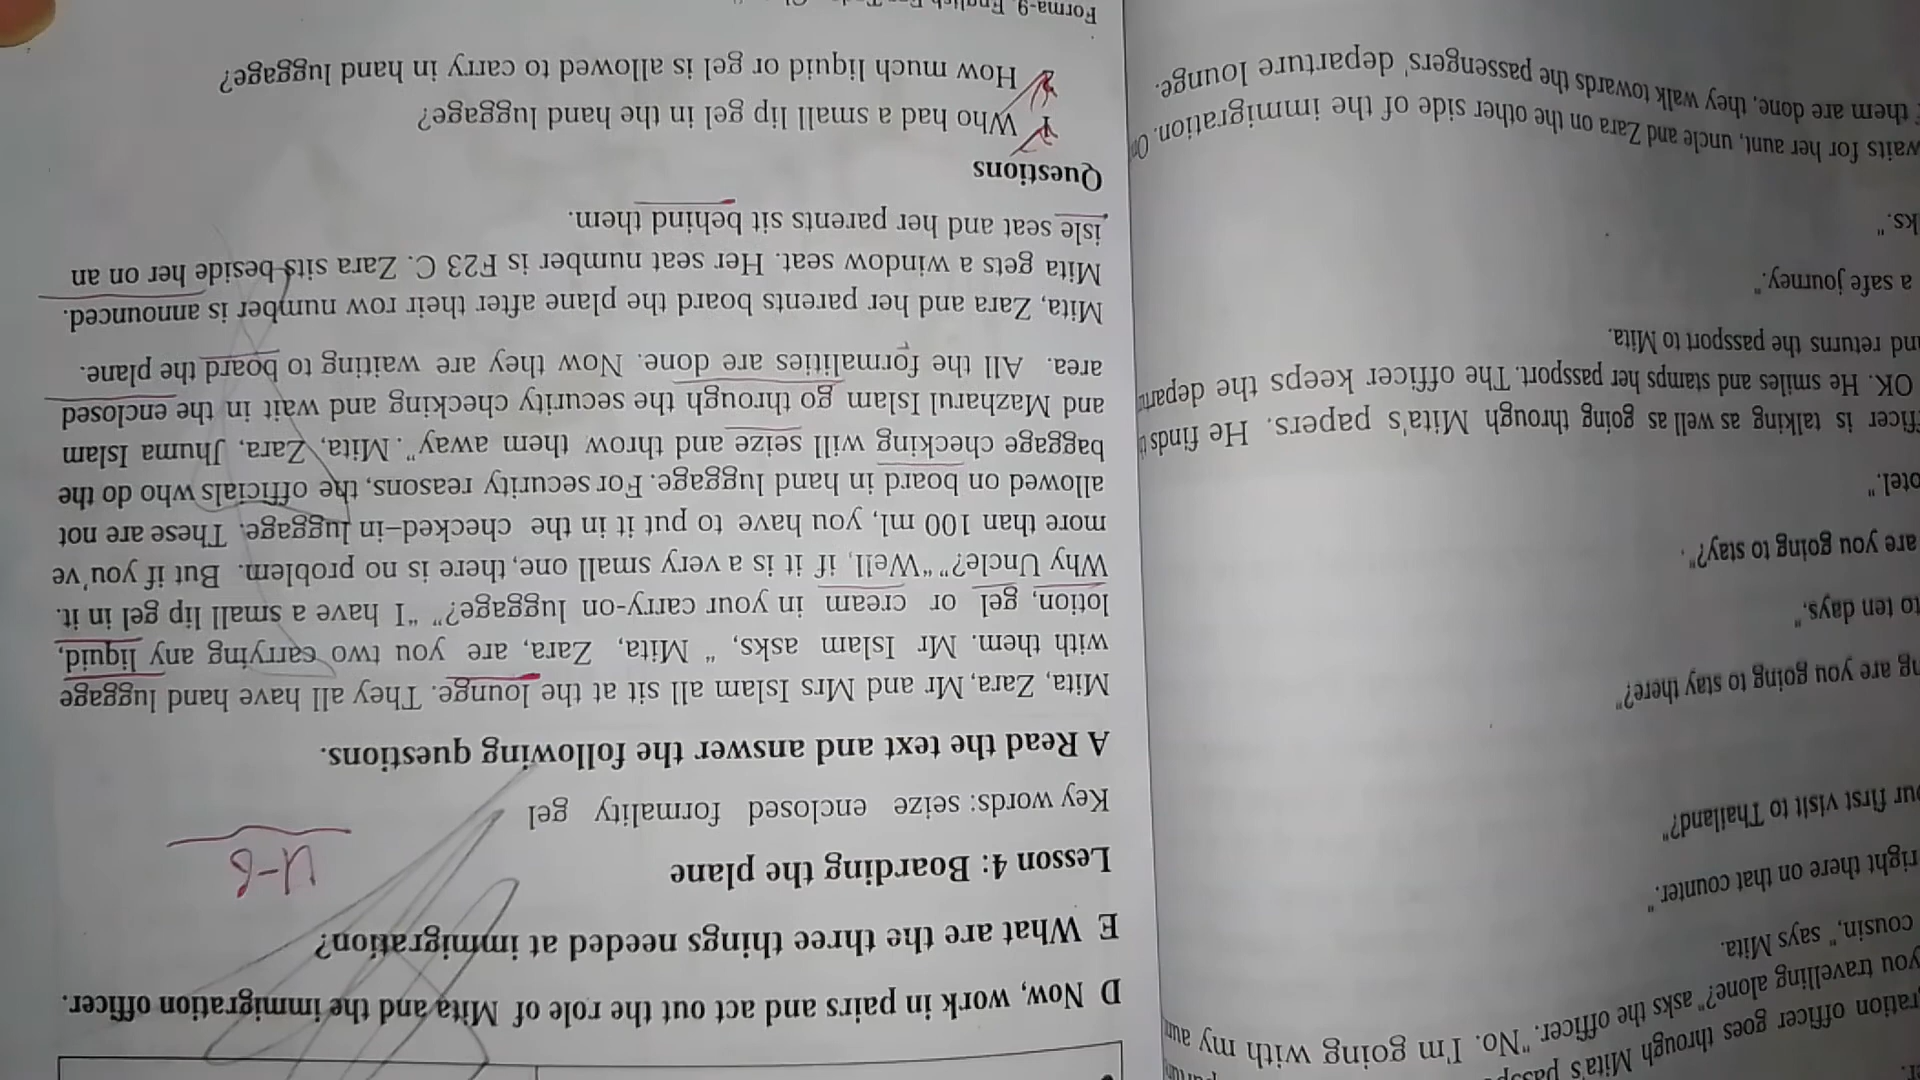 D Now, work in pairs and act out the role of Mita and the immigration officer.
E What are the three things needed at immigration?
Lesson 4: Boarding the plane
U-6
Key words: seize enclosed formality gel
A Read the text and answer the following questions.
Mita, Zara, Mr and Mrs Islam all sit at the lounge. They all have hand luggage
with them. Mr Islam asks, “ Mita, Zara, are you two carrying any liquid,
lotion, gel or cream in your carry-on luggage?” “I have a small lip gel in it.
Why Uncle?” “Well, if it is a very small one, there is no problem. But if you've
more than 100 ml, you have to put it in the checked–in luggage. These are not
allowed on board in hand luggage. For security reasons, the officials who do the
baggage checking will seize and throw them away”. Mita, Zara, Jhuma Islam
and Mazharul Islam go through the security checking and wait in the enclosed
area. All the formalities are done. Now they are waiting to board the plane.
Mita, Zara and her parents board the plane after their row number is announced.
Mita gets a window seat. Her seat number is F23 C. Zara sits beside her on an
isle seat and her parents sit behind them.
Questions
1 Who had a small lip gel in the hand luggage?
2 How much liquid or gel is allowed to carry in hand luggage?
Forma-9, English For
officer goes through Mita's
you travelling alone?" asks the officer. "No. I'm going with my
cousin," says Mita.
right there on that counter."
first visit to Thailand?"
are you going to stay there?"
to ten days."
are you going to stay?"
is talking as well as going through Mita's papers. He finds
OK. He smiles and stamps her passport. The officer keeps the
and returns the passport to Mita.
a safe journey."
waits for her aunt, uncle and Zara on the other side of the immigration.
them are done, they walk towards the passengers' departure lounge.